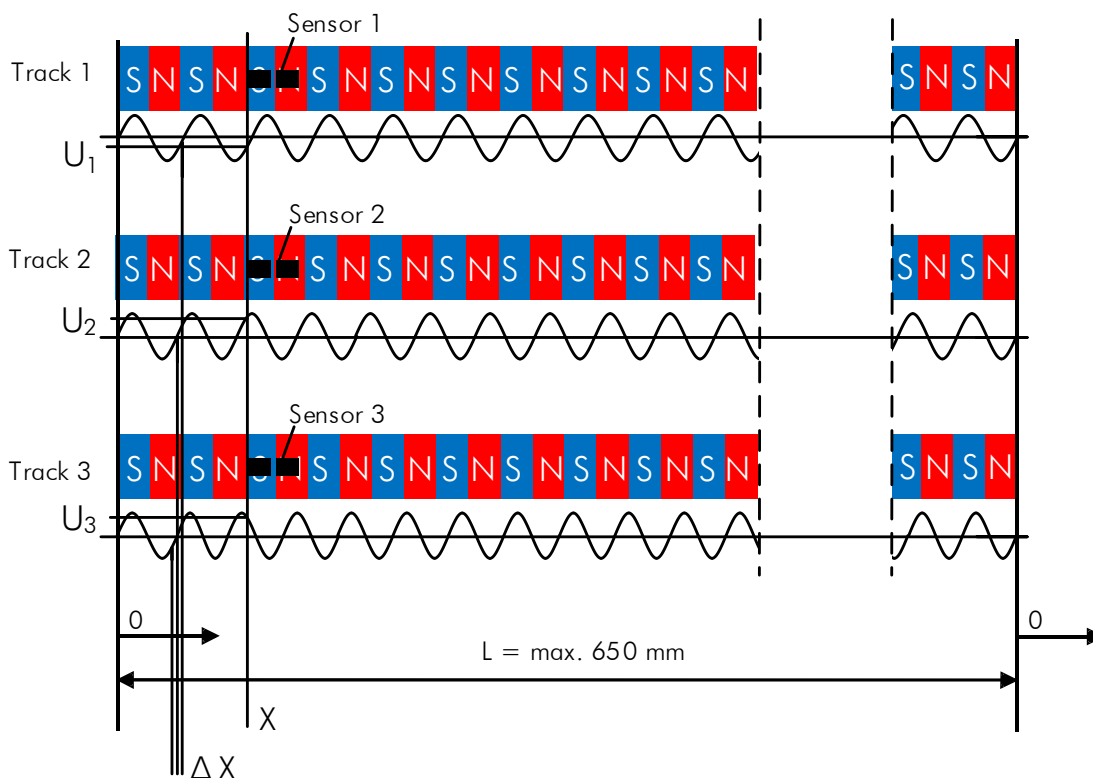 Sensor 1
Track 1
S N S N S N S N S N S N S N S N S N S N S N S N
U1
Sensor 2
Track 2
S N S N S N S N S N S N S N S N S N S N S N S N
U2
Sensor 3
Track 3
S N S N S N S N S N S N S N S N S N S N S N S N
U3
0 0
L = max. 650 mm
X
Δ X